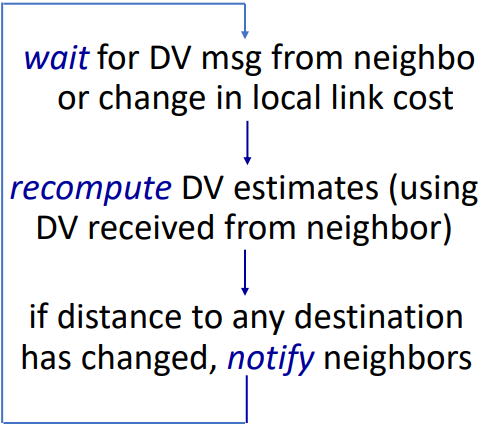 wait for DV msg from neighbo
or change in local link cost
recompute DV estimates (using
DV received from neighbor)
if distance to any destination
has changed, notify neighbors